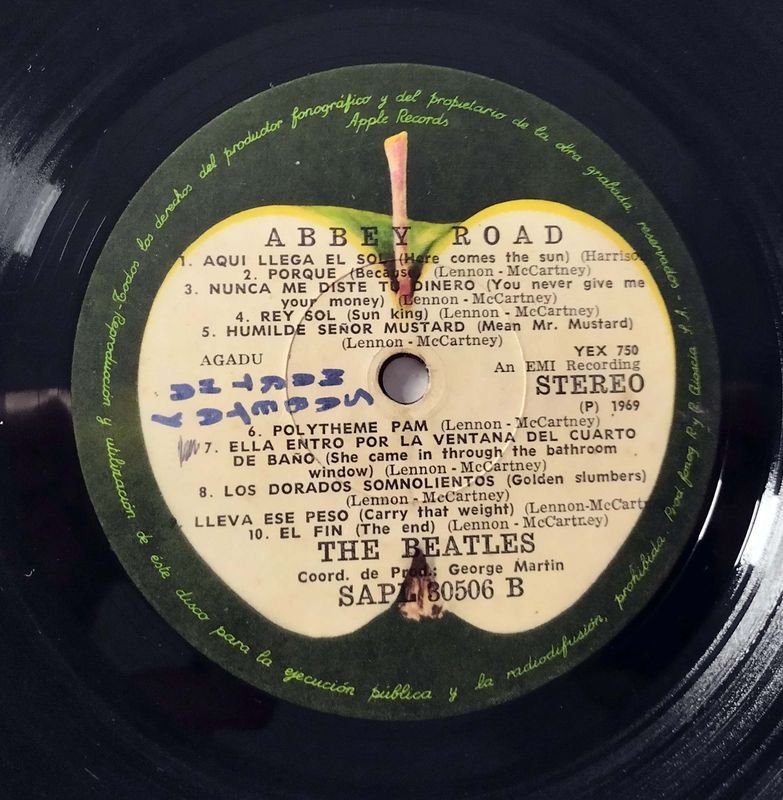 Todos los derechos del productor fonográfico y del propietario de la obra grabada, reservados
Apple Records
ABBEY ROAD
1. AQUI LLEGA EL SOL (Here comes the sun) (Harrison
2. PORQUE (Because) (Lennon - McCartney)
3. NUNCA ME DISTE TU DINERO (You never give me
your money) (Lennon - McCartney)
4. REY SOL (Sun king) (Lennon - McCartney)
5. HUMILDE SEÑOR MUSTARD (Mean Mr. Mustard)
(Lennon - McCartney)
AGADU
YEX 750
An EMI Recording
STEREO
(P) 1969
6. POLYTHEME PAM (Lennon - McCartney)
7. ELLA ENTRO POR LA VENTANA DEL CUARTO
DE BAÑO (She came in through the bathroom
window) (Lennon - McCartney)
8. LOS DORADOS SOMNOLIENTOS (Golden slumbers)
(Lennon - McCartney)
9. LLEVA ESE PESO (Carry that weight) (Lennon-McCartn
10. EL FIN (The end) (Lennon - McCartney)
THE BEATLES
Coord. de Prod.: George Martin
SAPL 30506 B
Reproducción y utilización de éste disco para la ejecución pública y la radiodifusión, prohibida.